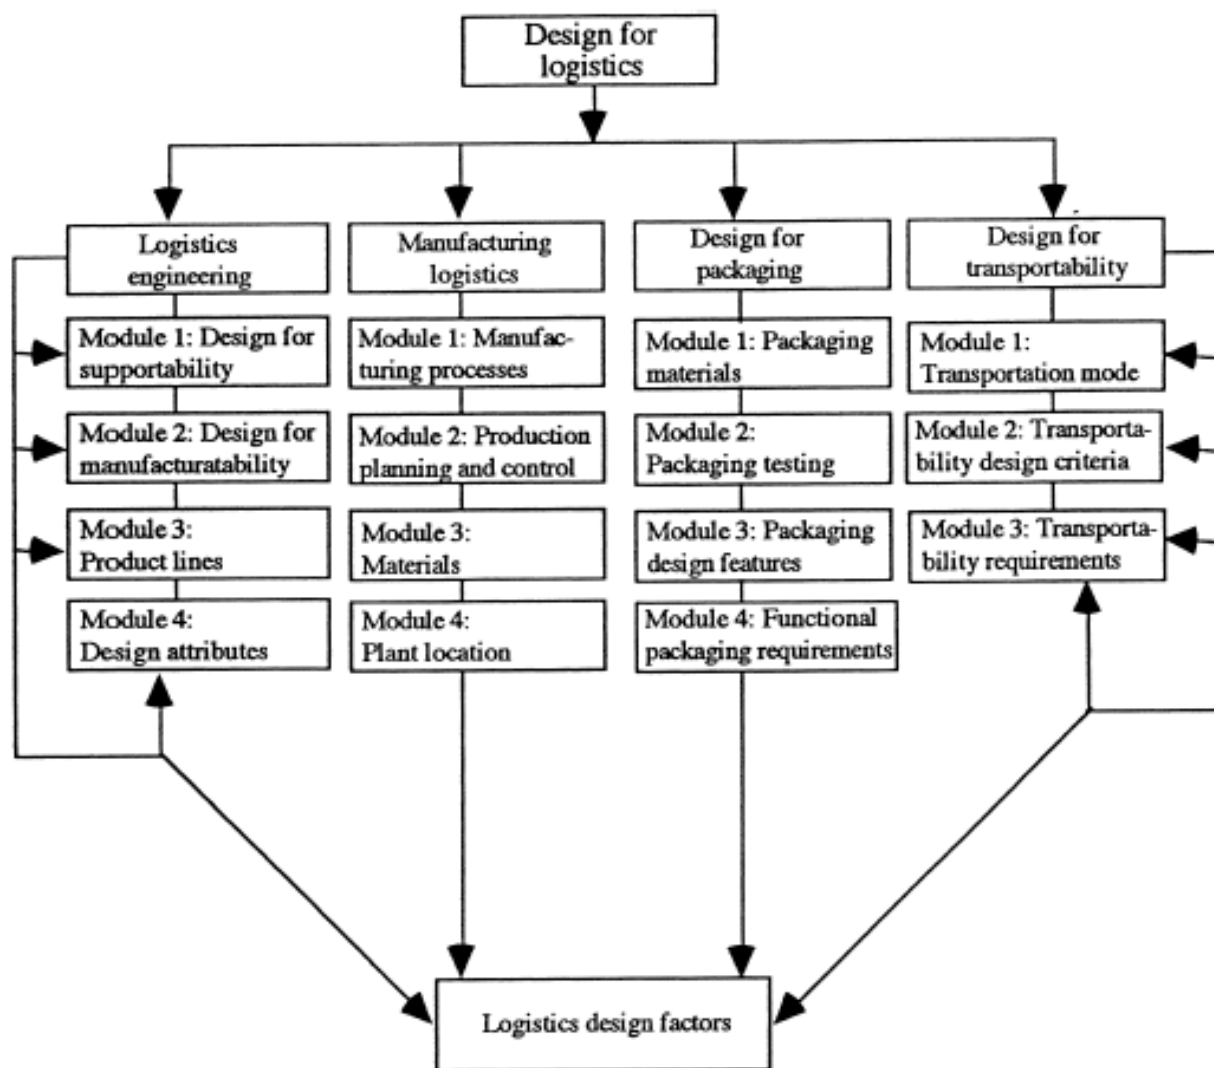 Design for
logistics
Logistics
engineering
Manufacturing
logistics
Design for
packaging
Design for
transportability
Module 1: Design for
supportability
Module 2: Design for
manufacturatability
Module 3:
Product lines
Module 4:
Design attributes
Module 1: Manufac-
turing processes
Module 2: Production
planning and control
Module 3:
Materials
Module 4:
Plant location
Module 1: Packaging
materials
Module 2:
Packaging testing
Module 3: Packaging
design features
Module 4: Functional
packaging requirements
Module 1:
Transportation mode
Module 2: Transporta-
bility design criteria
Module 3: Transporta-
bility requirements
Logistics design factors